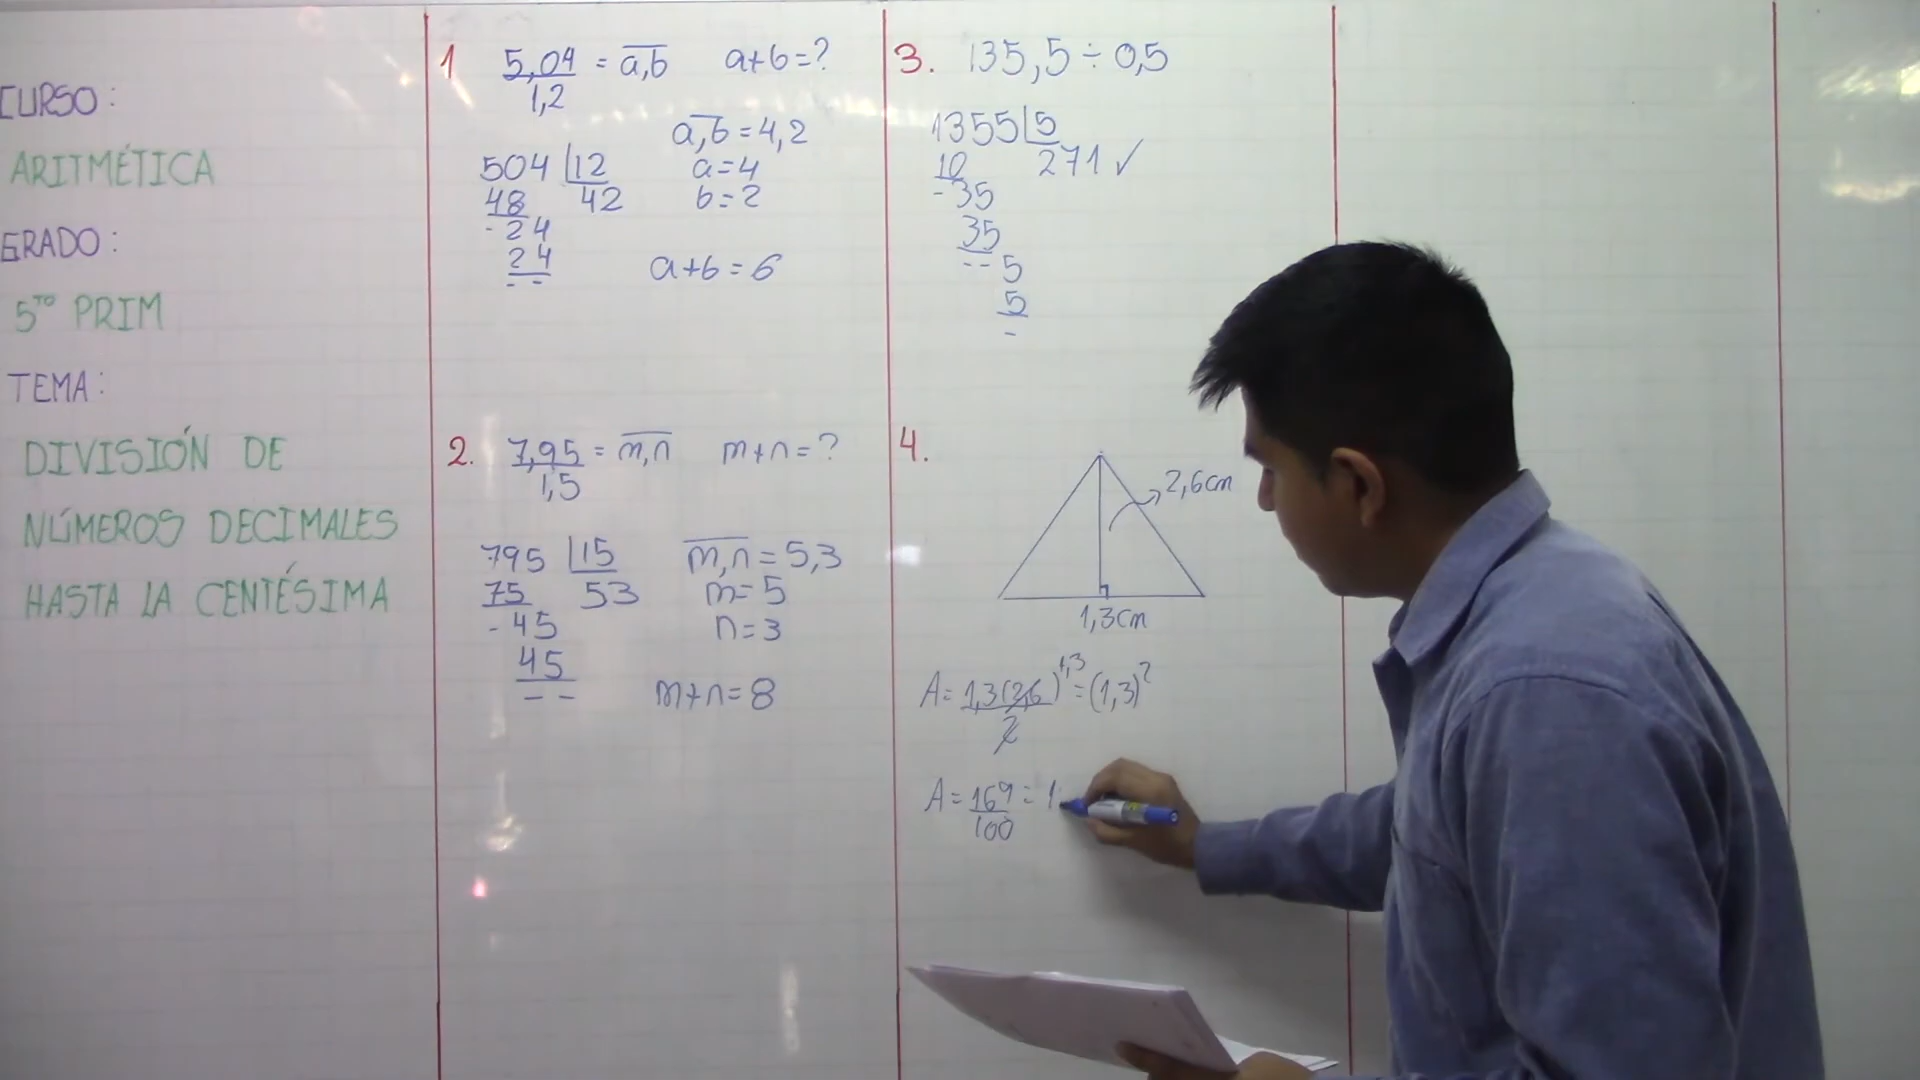 CURSO:
ARITMÉTICA
GRADO:
5TO PRIM
TEMA:
DIVISIÓN DE
NÚMEROS DECIMALES
HASTA LA CENTÉSIMA
1
5,04 = a,b a+b=?
1,2
a,b = 4,2
504 12
48 42
a=4
b=2
- 24
24
- -
a+b=6
2.
7,95 = m,n m+n=?
1,5
795 15
75 53
m,n = 5,3
m=5
- 45
n=3
45
- -
m+n=8
3. 135,5 ÷ 0,5
1355 5
10 271 ✓
-35
35
--5
5
-
4.
2,6cm
1,3cm
A= 1,3(2,6) 1,3 =(1,3)²
2
A= 169 = 1
100